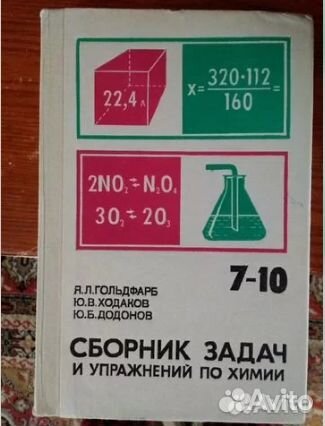 22,4 л
x = 320·112 / 160
2NO₂ ⇄ N₂O₄
3O₂ ⇄ 2O₃
7-10
Я.Л.ГОЛЬДФАРБ
Ю.В.ХОДАКОВ
Ю.Б.ДОДОНОВ
СБОРНИК ЗАДАЧ
И УПРАЖНЕНИЙ ПО ХИМИИ
Avito